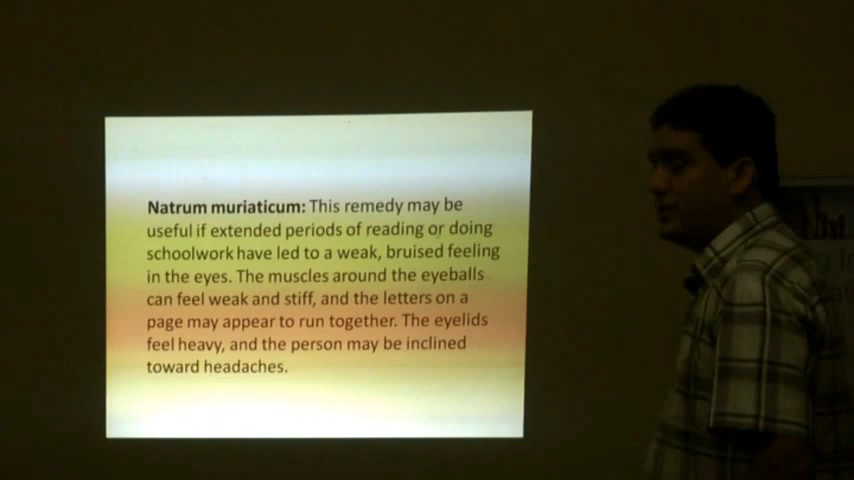 Natrum muriaticum: This remedy may be
useful if extended periods of reading or doing
schoolwork have led to a weak, bruised feeling
in the eyes. The muscles around the eyeballs
can feel weak and stiff, and the letters on a
page may appear to run together. The eyelids
feel heavy, and the person may be inclined
toward headaches.